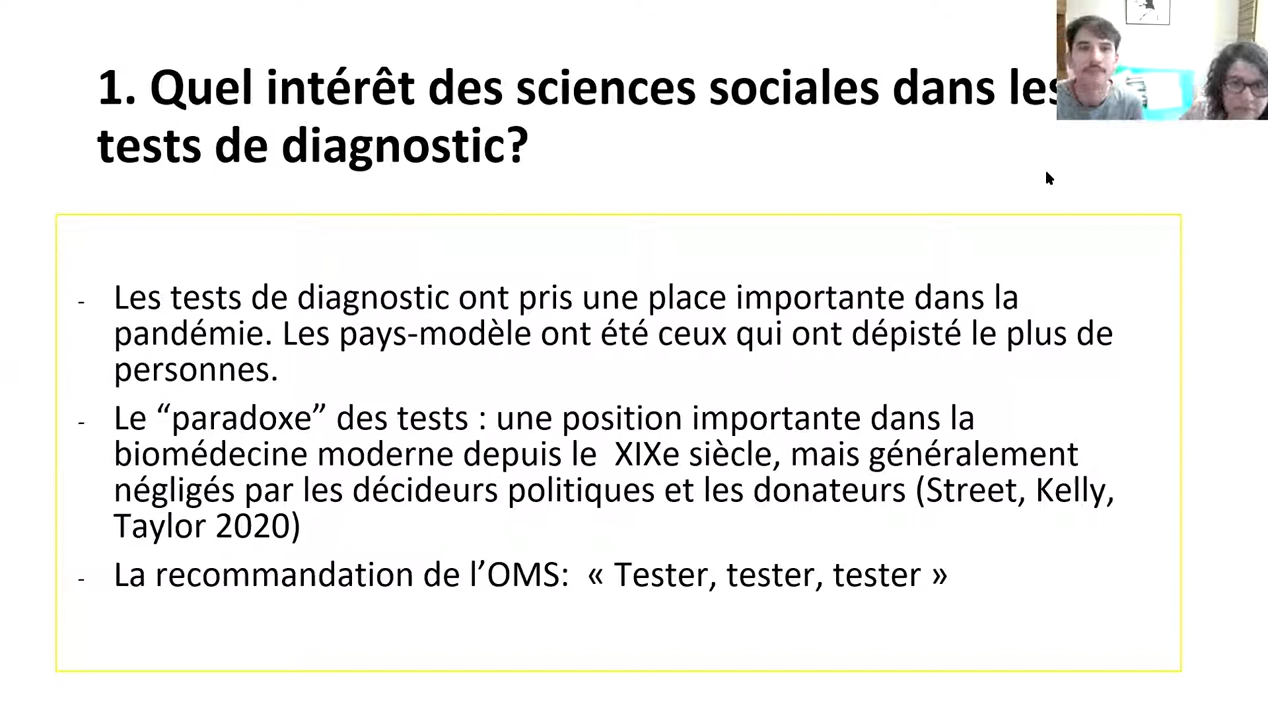 1. Quel intérêt des sciences sociales dans les
tests de diagnostic?
- Les tests de diagnostic ont pris une place importante dans la
pandémie. Les pays-modèle ont été ceux qui ont dépisté le plus de
personnes.
- Le “paradoxe” des tests : une position importante dans la
biomédecine moderne depuis le XIXe siècle, mais généralement
négligés par les décideurs politiques et les donateurs (Street, Kelly,
Taylor 2020)
- La recommandation de l’OMS: « Tester, tester, tester »